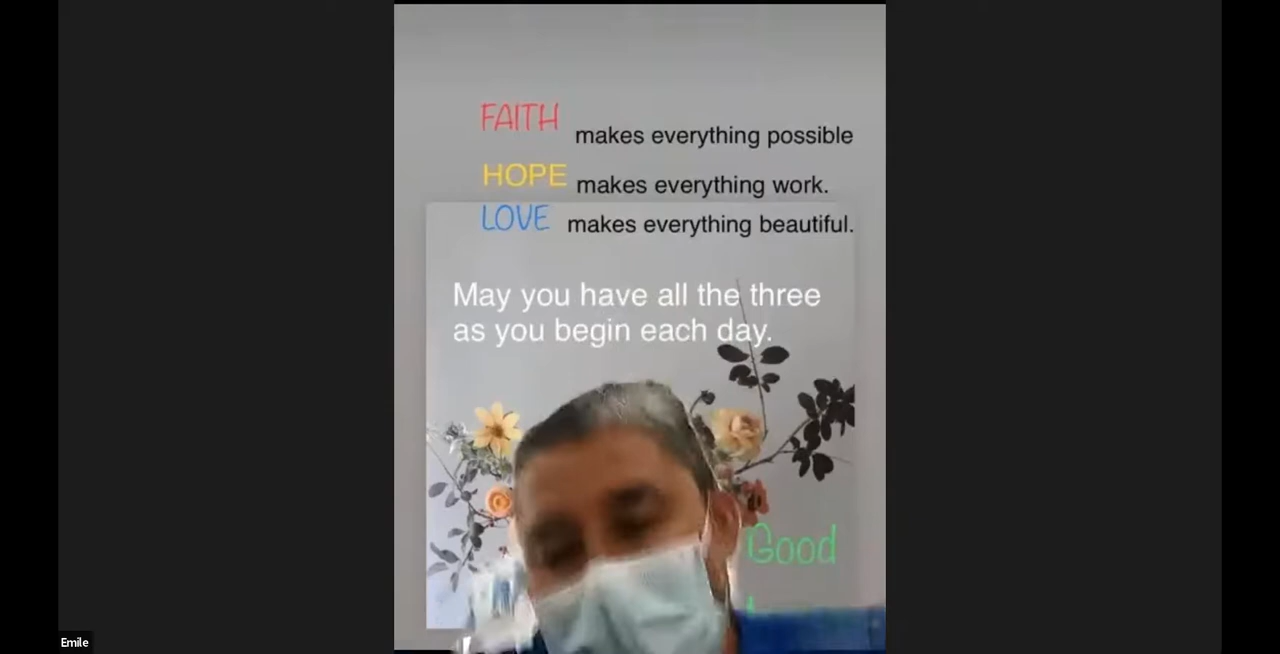 FAITH makes everything possible
HOPE makes everything work.
LOVE makes everything beautiful.
May you have all the three
as you begin each day.
Good
Emile